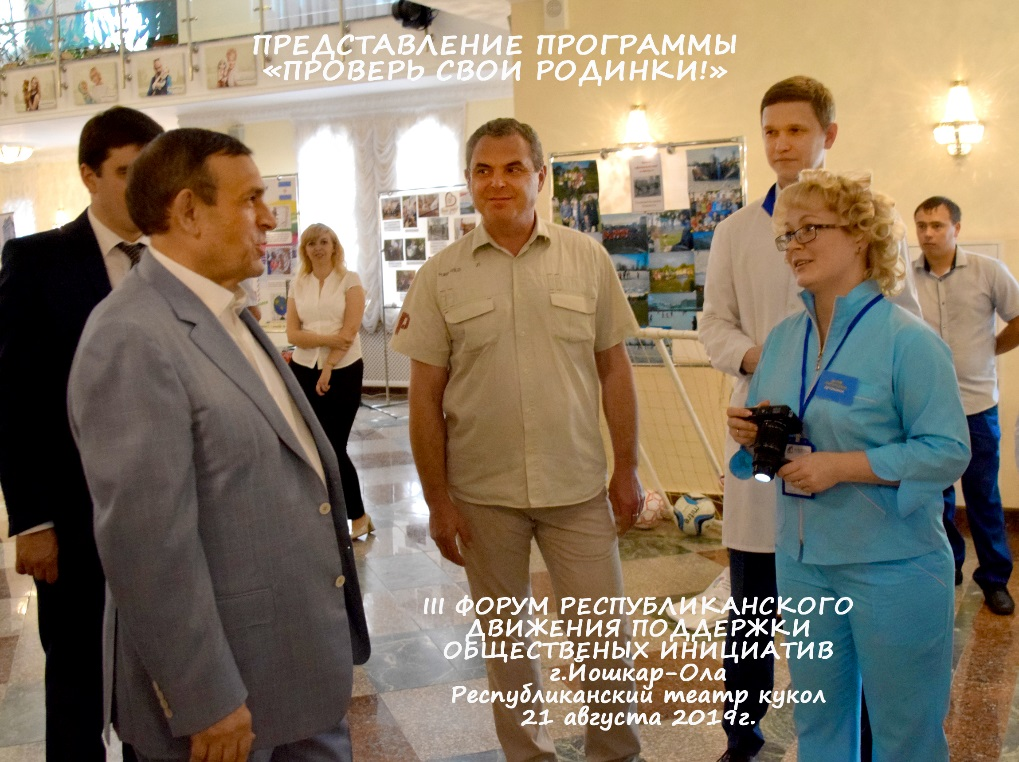 ПРЕДСТАВЛЕНИЕ ПРОГРАММЫ
«ПРОВЕРЬ СВОИ РОДИНКИ!»
III ФОРУМ РЕСПУБЛИКАНСКОГО
ДВИЖЕНИЯ ПОДДЕРЖКИ
ОБЩЕСТВЕНЫХ ИНИЦИАТИВ
г.Йошкар-Ола
Республиканский театр кукол
21 августа 2019г.